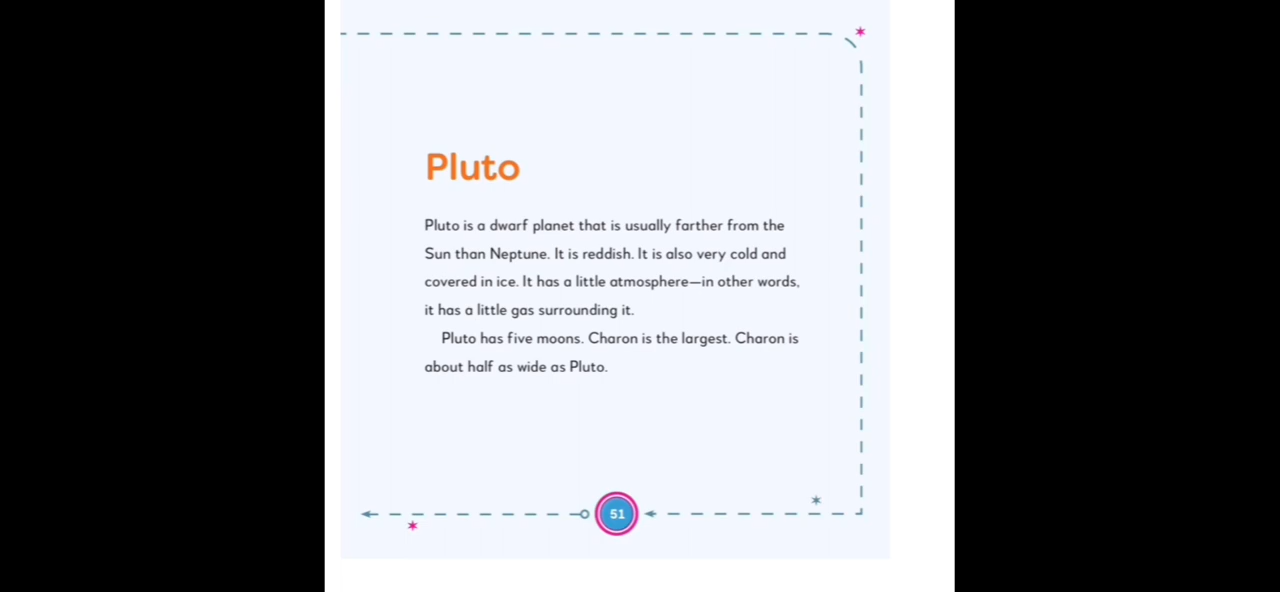 Pluto
Pluto is a dwarf planet that is usually farther from the
Sun than Neptune. It is reddish. It is also very cold and
covered in ice. It has a little atmosphere—in other words,
it has a little gas surrounding it.
Pluto has five moons. Charon is the largest. Charon is
about half as wide as Pluto.
51